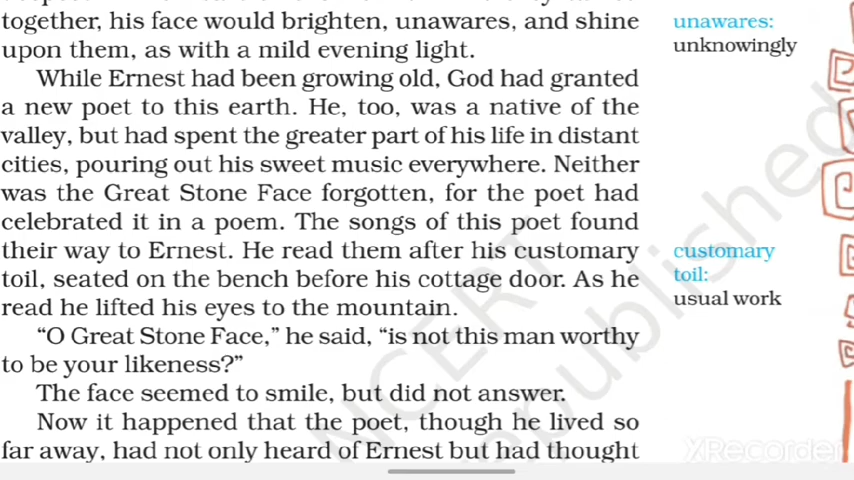 together, his face would brighten, unawares, and shine
upon them, as with a mild evening light.
While Ernest had been growing old, God had granted
a new poet to this earth. He, too, was a native of the
valley, but had spent the greater part of his life in distant
cities, pouring out his sweet music everywhere. Neither
was the Great Stone Face forgotten, for the poet had
celebrated it in a poem. The songs of this poet found
their way to Ernest. He read them after his customary
toil, seated on the bench before his cottage door. As he
read he lifted his eyes to the mountain.
“O Great Stone Face,” he said, “is not this man worthy
to be your likeness?”
The face seemed to smile, but did not answer.
Now it happened that the poet, though he lived so
far away, had not only heard of Ernest but had thought
unawares:
unknowingly
customary
toil:
usual work
NCERT
republished
XRecorder